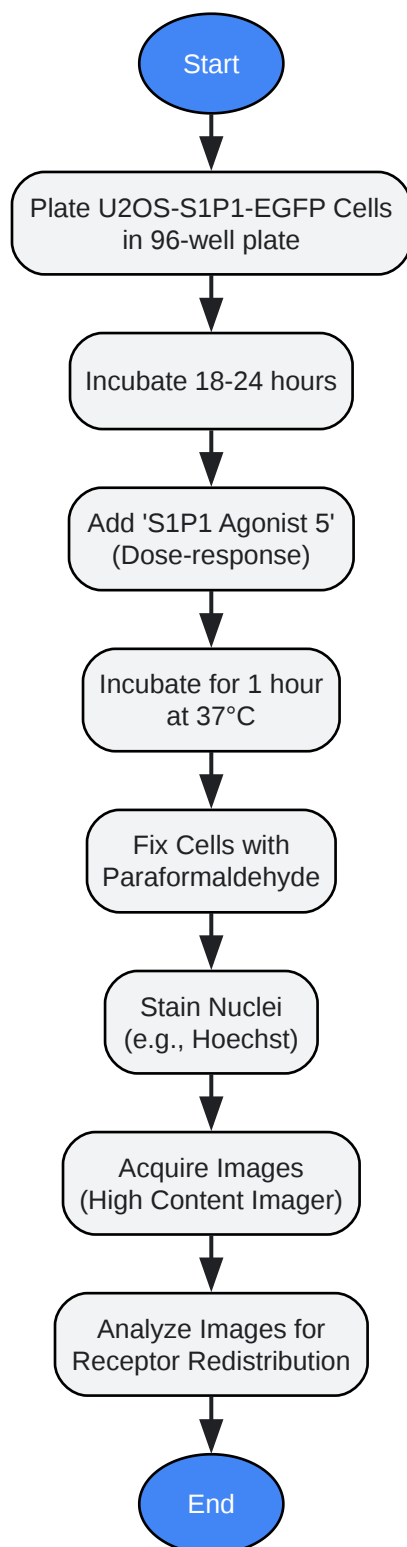 Start
Plate U2OS-S1P1-EGFP Cells
in 96-well plate
Incubate 18-24 hours
Add 'S1P1 Agonist 5'
(Dose-response)
Incubate for 1 hour
at 37°C
Fix Cells with
Paraformaldehyde
Stain Nuclei
(e.g., Hoechst)
Acquire Images
(High Content Imager)
Analyze Images for
Receptor Redistribution
End